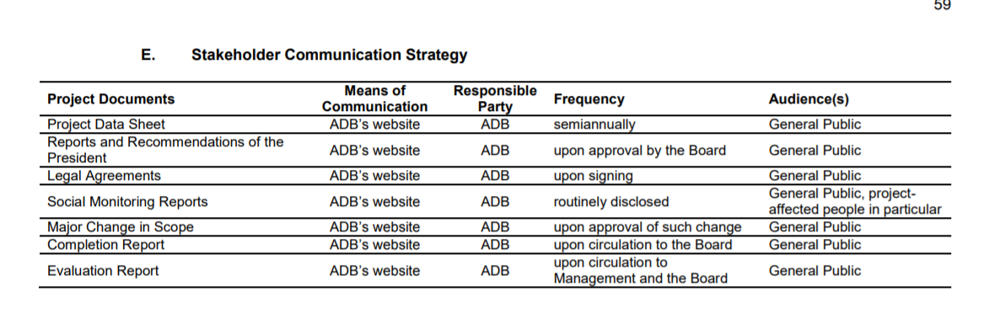 59
E. Stakeholder Communication Strategy
Project Documents Means of Communication Responsible Party Frequency Audience(s)
Project Data Sheet ADB's website ADB semiannually General Public
Reports and Recommendations of the President ADB's website ADB upon approval by the Board General Public
Legal Agreements ADB's website ADB upon signing General Public
Social Monitoring Reports ADB's website ADB routinely disclosed General Public, project-affected people in particular
Major Change in Scope ADB's website ADB upon approval of such change General Public
Completion Report ADB's website ADB upon circulation to the Board General Public
Evaluation Report ADB's website ADB upon circulation to Management and the Board General Public